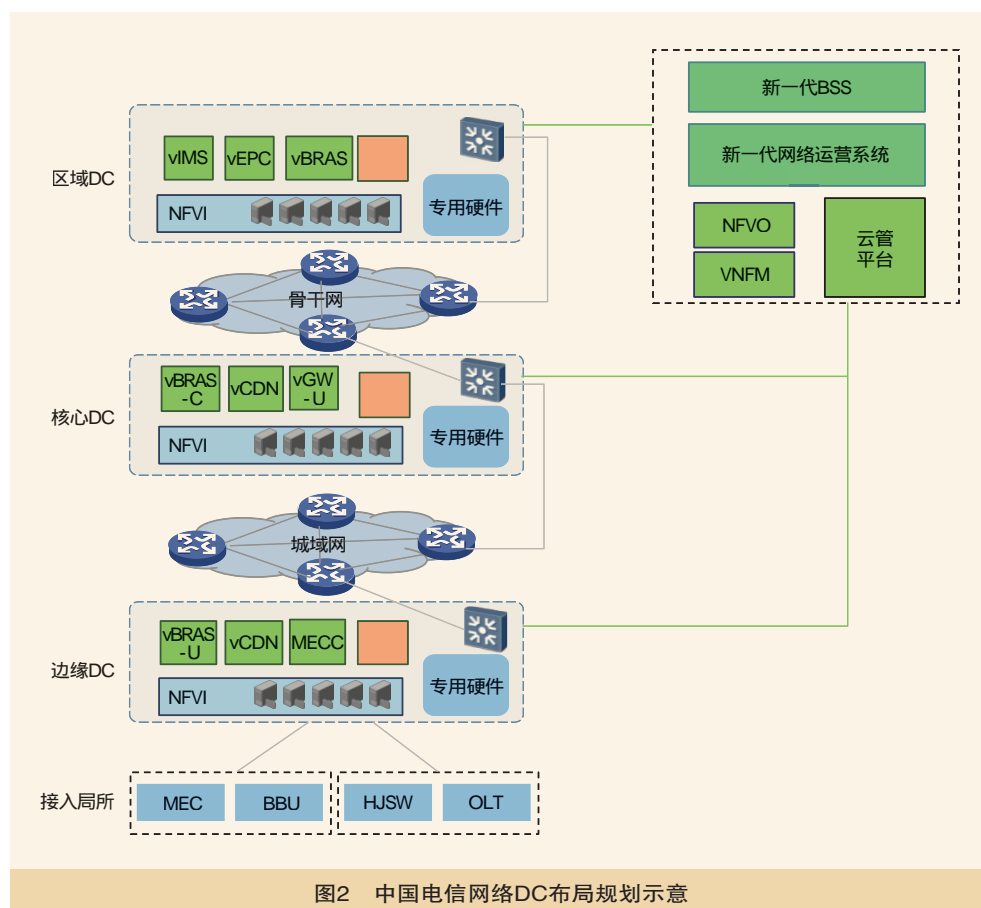 新一代BSS
新一代网络运营系统
NFVO
VNFM
云管
平台
区域DC
vIMS
vEPC
vBRAS
NFVI
专用硬件
骨干网
核心DC
vBRAS
-C
vCDN
vGW
-U
NFVI
专用硬件
城域网
边缘DC
vBRAS
-U
vCDN
MECC
NFVI
专用硬件
接入局所
MEC
BBU
HJSW
OLT
图2 中国电信网络DC布局规划示意